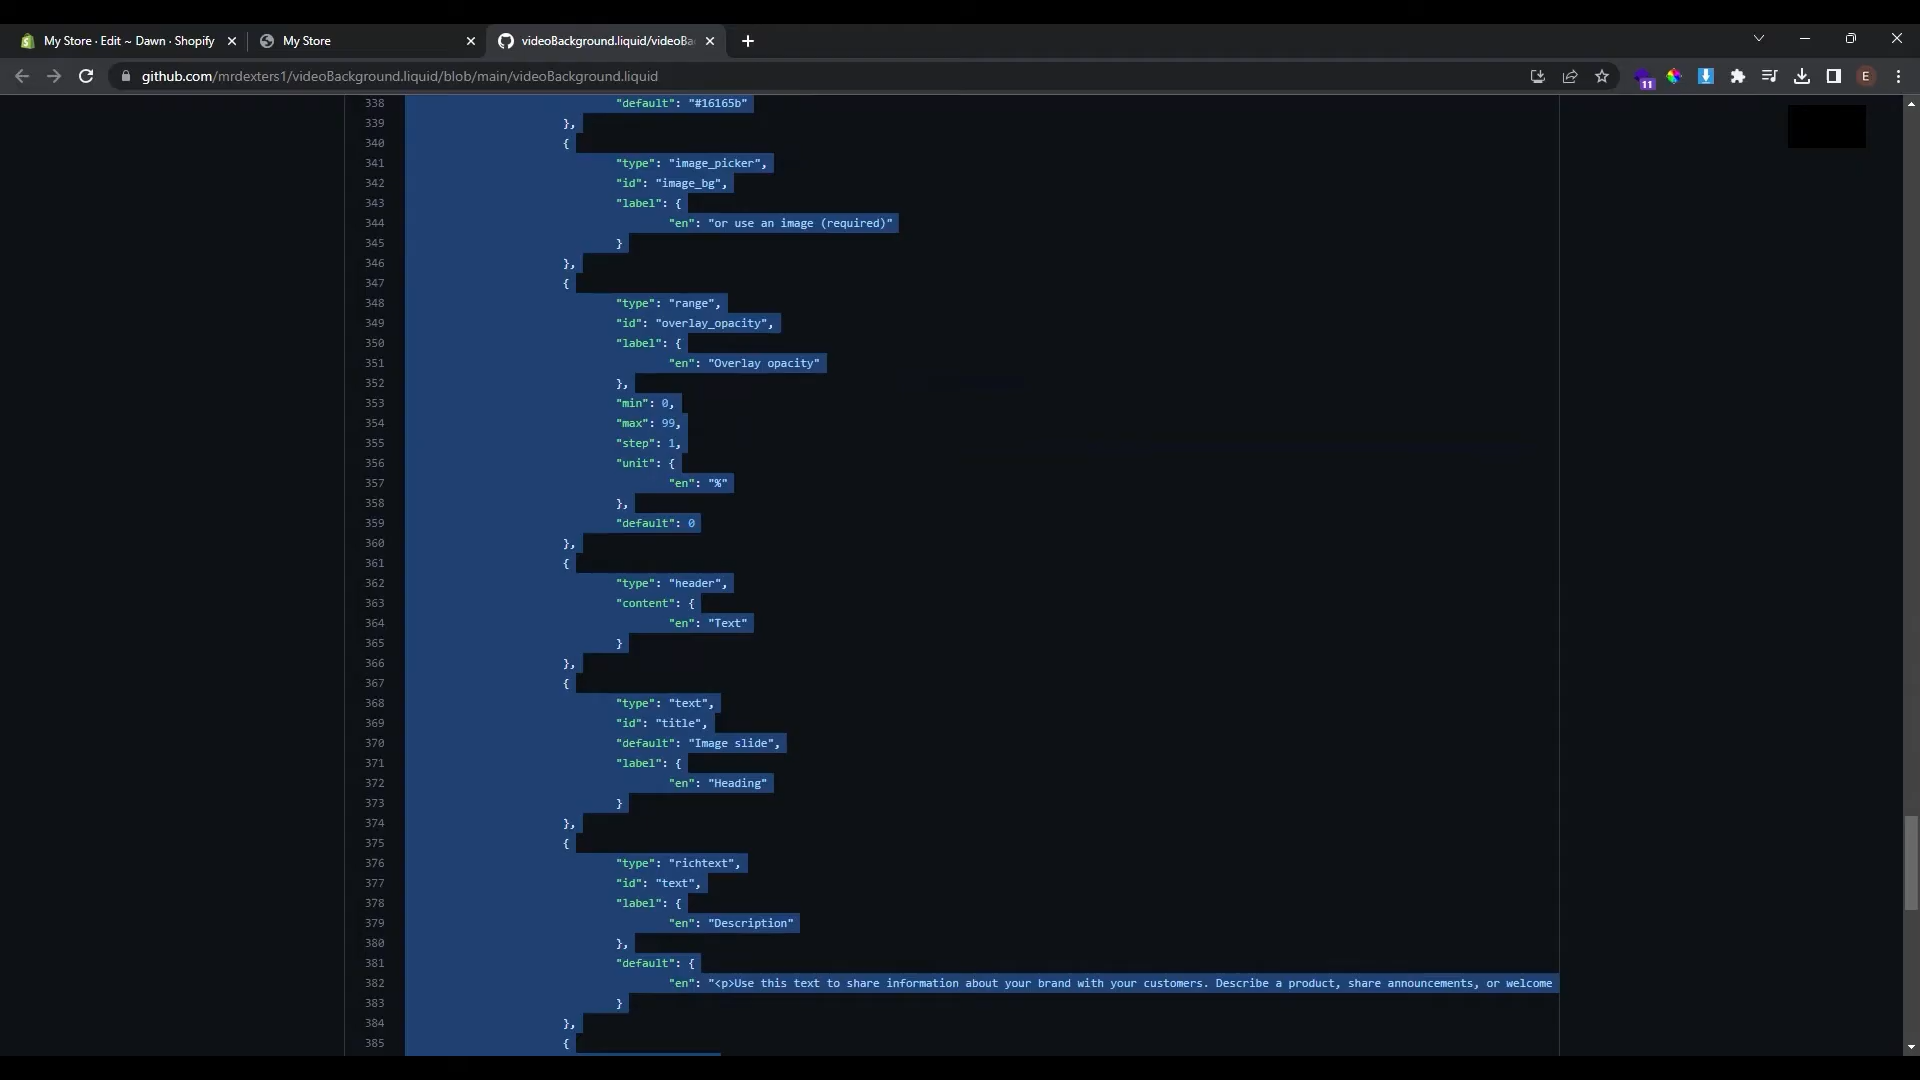 My Store · Edit ~ Dawn · Shopify
My Store
videoBackground.liquid/videoBa
github.com/mrdexters1/videoBackground.liquid/blob/main/videoBackground.liquid
11
E
338 "default": "#16165b"
339 },
340 {
341 "type": "image_picker",
342 "id": "image_bg",
343 "label": {
344 "en": "or use an image (required)"
345 }
346 },
347 {
348 "type": "range",
349 "id": "overlay_opacity",
350 "label": {
351 "en": "Overlay opacity"
352 },
353 "min": 0,
354 "max": 99,
355 "step": 1,
356 "unit": {
357 "en": "%"
358 },
359 "default": 0
360 },
361 {
362 "type": "header",
363 "content": {
364 "en": "Text"
365 }
366 },
367 {
368 "type": "text",
369 "id": "title",
370 "default": "Image slide",
371 "label": {
372 "en": "Heading"
373 }
374 },
375 {
376 "type": "richtext",
377 "id": "text",
378 "label": {
379 "en": "Description"
380 },
381 "default": {
382 "en": "<p>Use this text to share information about your brand with your customers. Describe a product, share announcements, or welcome
383 }
384 },
385 {